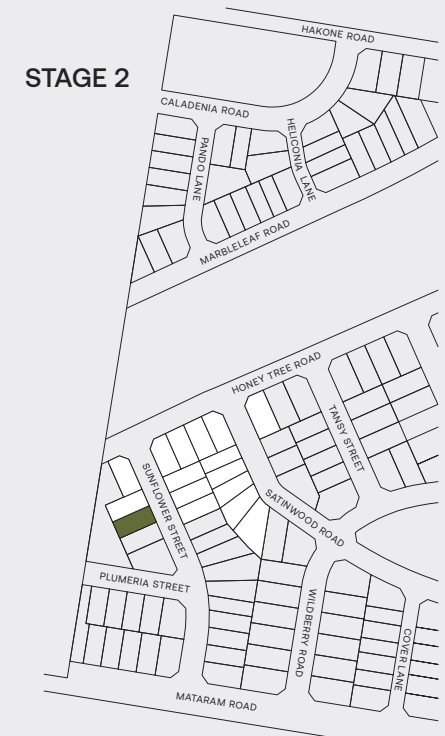 HAKONE ROAD
STAGE 2
CALADENIA ROAD
PANDO LANE
HELICONIA LANE
MARBLELEAF ROAD
HONEY TREE ROAD
TANSY STREET
SUNFLOWER STREET
SATINWOOD ROAD
PLUMERIA STREET
WILDBERRY ROAD
COVER LANE
MATARAM ROAD